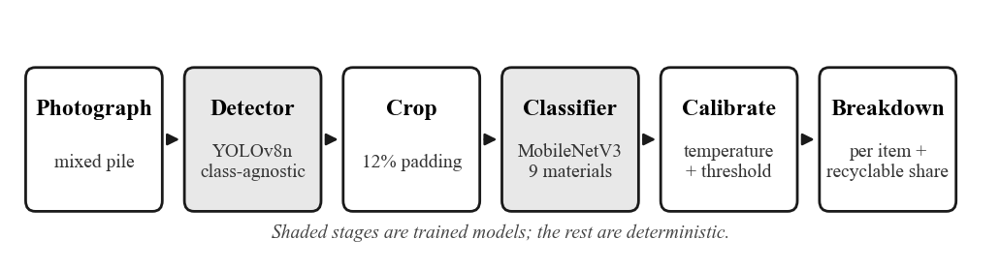 Photograph
mixed pile
Detector
YOLOv8n
class-agnostic
Crop
12% padding
Classifier
MobileNetV3
9 materials
Calibrate
temperature
+ threshold
Breakdown
per item +
recyclable share
Shaded stages are trained models; the rest are deterministic.